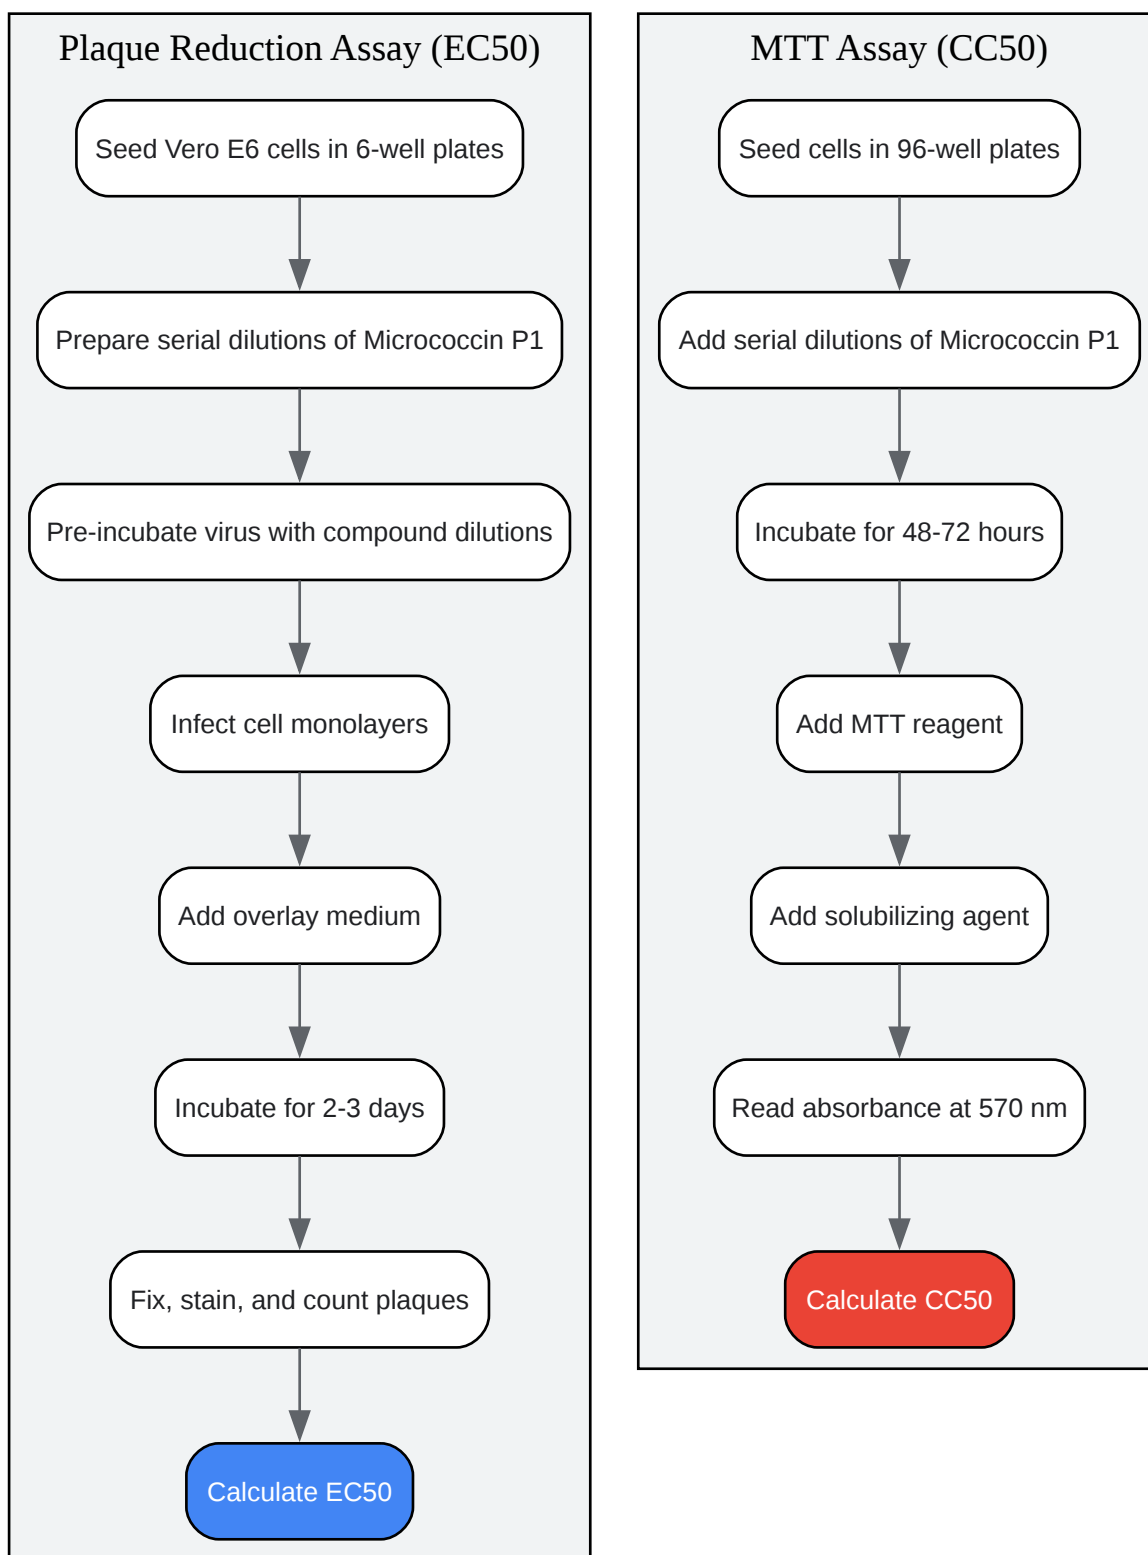 Plaque Reduction Assay (EC50)
Seed Vero E6 cells in 6-well plates
Prepare serial dilutions of Micrococcin P1
Pre-incubate virus with compound dilutions
Infect cell monolayers
Add overlay medium
Incubate for 2-3 days
Fix, stain, and count plaques
Calculate EC50
MTT Assay (CC50)
Seed cells in 96-well plates
Add serial dilutions of Micrococcin P1
Incubate for 48-72 hours
Add MTT reagent
Add solubilizing agent
Read absorbance at 570 nm
Calculate CC50